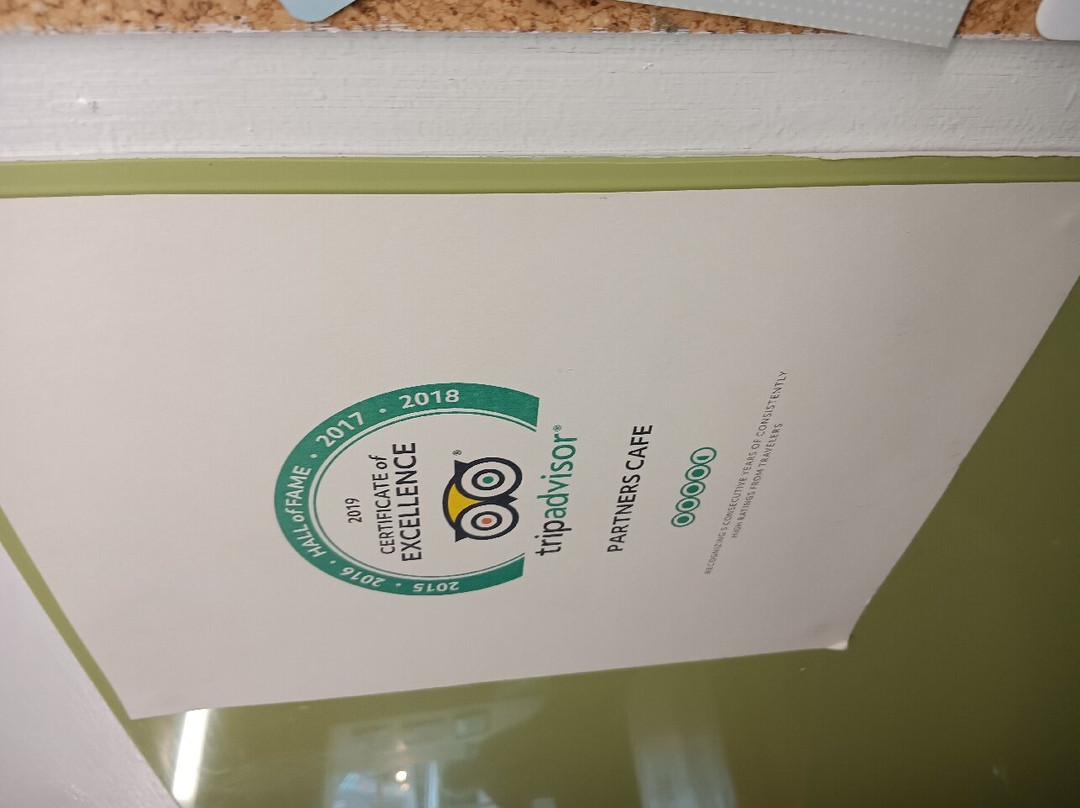 2015 · 2016 · HALL of FAME · 2017 · 2018
2019
CERTIFICATE of
EXCELLENCE
tripadvisor®
PARTNERS CAFE
RECOGNIZING 5 CONSECUTIVE YEARS OF CONSISTENTLY
HIGH RATINGS FROM TRAVELERS